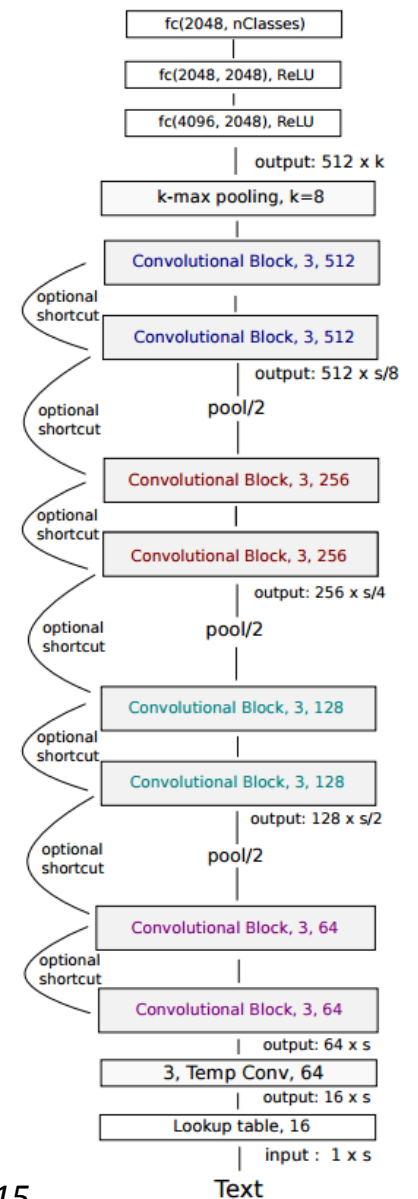 fc(2048, nClasses)
fc(2048, 2048), ReLU
fc(4096, 2048), ReLU
output: 512 x k
k-max pooling, k=8
Convolutional Block, 3, 512
optional
shortcut
Convolutional Block, 3, 512
output: 512 x s/8
optional
shortcut
pool/2
Convolutional Block, 3, 256
optional
shortcut
Convolutional Block, 3, 256
output: 256 x s/4
optional
shortcut
pool/2
Convolutional Block, 3, 128
optional
shortcut
Convolutional Block, 3, 128
output: 128 x s/2
optional
shortcut
pool/2
Convolutional Block, 3, 64
optional
shortcut
Convolutional Block, 3, 64
output: 64 x s
3, Temp Conv, 64
output: 16 x s
Lookup table, 16
input : 1 x s
Text
15